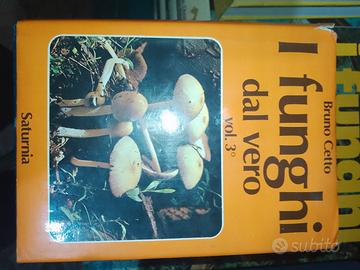 Bruno Cetto
I funghi
dal vero
vol. 3°
Saturnia
subito